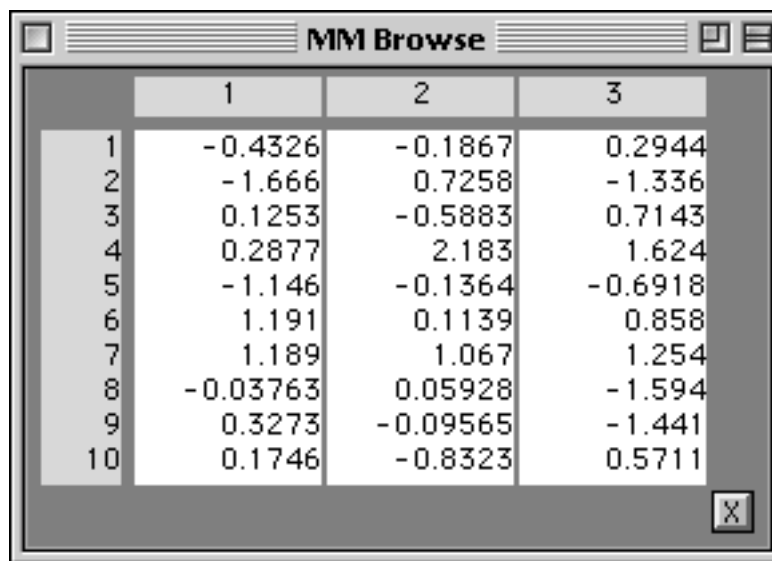 MM Browse
1 2 3
1 -0.4326 -0.1867 0.2944
2 -1.666 0.7258 -1.336
3 0.1253 -0.5883 0.7143
4 0.2877 2.183 1.624
5 -1.146 -0.1364 -0.6918
6 1.191 0.1139 0.858
7 1.189 1.067 1.254
8 -0.03763 0.05928 -1.594
9 0.3273 -0.09565 -1.441
10 0.1746 -0.8323 0.5711
X